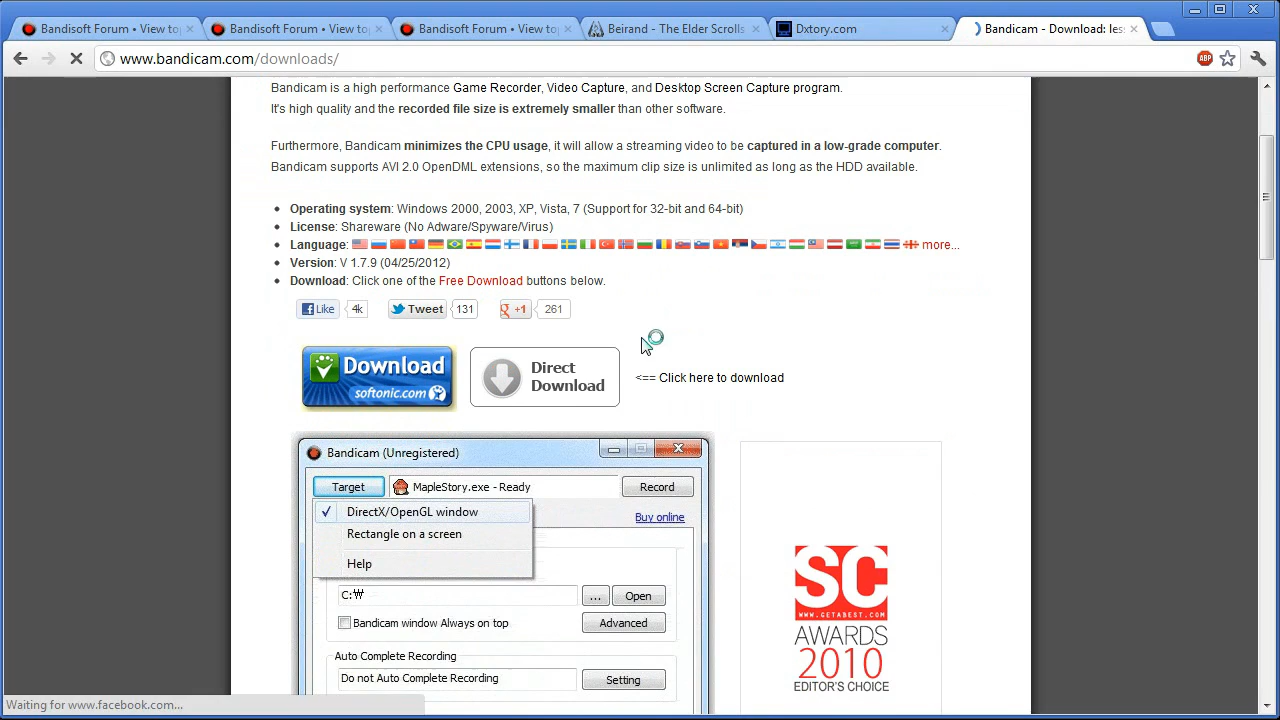 Bandisoft Forum • View to
Bandisoft Forum • View to
Bandisoft Forum • View to
Beirand - The Elder Scrolls
Dxtory.com
Bandicam - Download: les
www.bandicam.com/downloads/
ABP
Bandicam is a high performance Game Recorder, Video Capture, and Desktop Screen Capture program.
It's high quality and the recorded file size is extremely smaller than other software.
Furthermore, Bandicam minimizes the CPU usage, it will allow a streaming video to be captured in a low-grade computer.
Bandicam supports AVI 2.0 OpenDML extensions, so the maximum clip size is unlimited as long as the HDD available.
Operating system: Windows 2000, 2003, XP, Vista, 7 (Support for 32-bit and 64-bit)
License: Shareware (No Adware/Spyware/Virus)
Language: more...
Version: V 1.7.9 (04/25/2012)
Download: Click one of the Free Download buttons below.
Like 4k Tweet 131 +1 261
Download
softonic.com
Direct
Download
<== Click here to download
Bandicam (Unregistered)
Target MapleStory.exe - Ready Record
DirectX/OpenGL window
Buy online
Rectangle on a screen
Help
C:₩ ... Open
Bandicam window Always on top Advanced
Auto Complete Recording
Do not Auto Complete Recording Setting
SC
WWW.GETABEST.COM
AWARDS
2010
EDITOR'S CHOICE
Waiting for www.facebook.com...